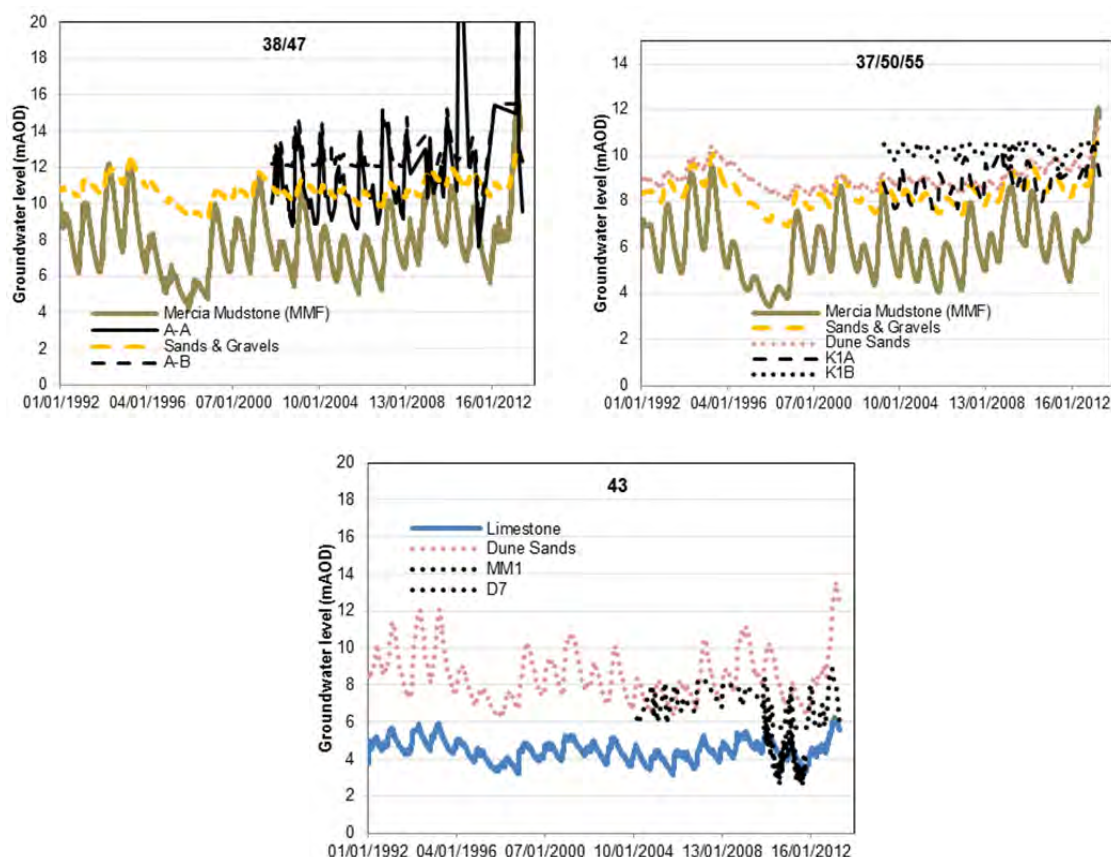 38/47
Groundwater level (mAOD)
20
18
16
14
12
10
8
6
4
2
0
Mercia Mudstone (MMF)
A-A
Sands & Gravels
A-B
01/01/1992 04/01/1996 07/01/2000 10/01/2004 13/01/2008 16/01/2012
37/50/55
Groundwater level (mAOD)
14
12
10
8
6
4
2
0
Mercia Mudstone (MMF)
Sands & Gravels
Dune Sands
K1A
K1B
01/01/1992 04/01/1996 07/01/2000 10/01/2004 13/01/2008 16/01/2012
43
Groundwater level (mAOD)
20
18
16
14
12
10
8
6
4
2
0
Limestone
Dune Sands
MM1
D7
01/01/1992 04/01/1996 07/01/2000 10/01/2004 13/01/2008 16/01/2012